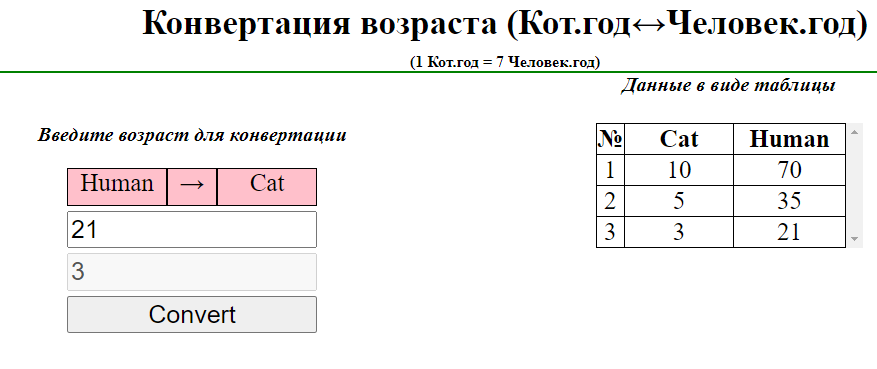 Конвертация возраста (Кот.год↔Человек.год)
(1 Кот.год = 7 Человек.год)
Данные в виде таблицы
Введите возраст для конвертации
Human → Cat
21
3
Convert
№ Cat Human
1 10 70
2 5 35
3 3 21